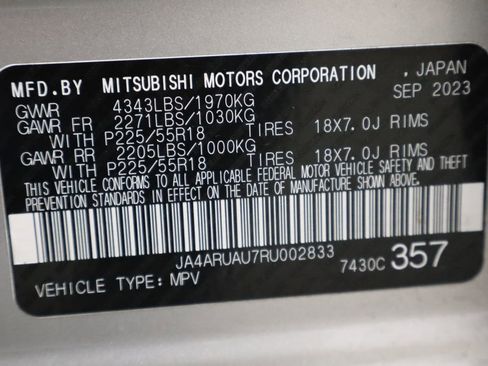 MFD.BY MITSUBISHI MOTORS CORPORATION . JAPAN
GVWR 4343LBS/1970KG SEP 2023
GAWR FR 2271LBS/1030KG
WITH P225/55R18 TIRES 18X7.0J RIMS
GAWR RR 2205LBS/1000KG
WITH P225/55R18 TIRES 18X7.0J RIMS
THIS VEHICLE CONFORMS TO ALL APPLICABLE FEDERAL MOTOR VEHICLE SAFETY AND THEFT
PREVENTION STANDARDS IN EFFECT ON THE DATE OF MANUFACTURE SHOWN ABOVE.
JA4ARUAU7RU002833
7430C 357
VEHICLE TYPE: MPV